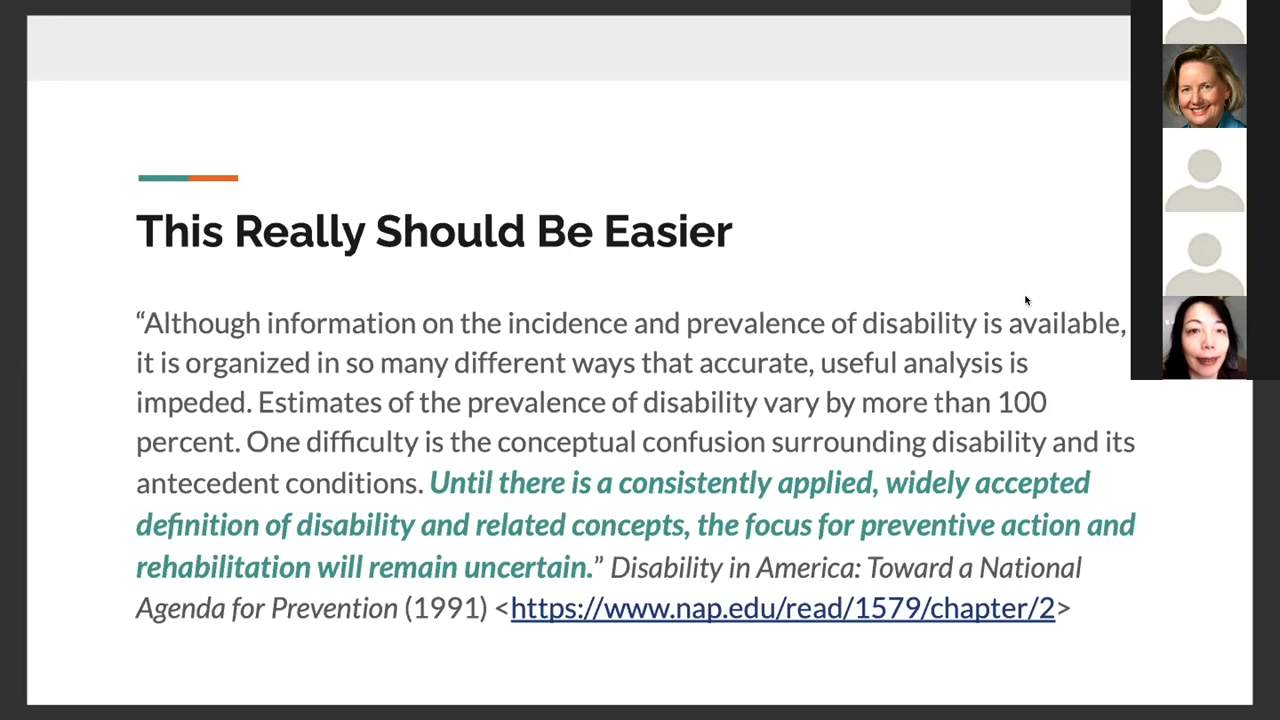 This Really Should Be Easier
“Although information on the incidence and prevalence of disability is available,
it is organized in so many different ways that accurate, useful analysis is
impeded. Estimates of the prevalence of disability vary by more than 100
percent. One difficulty is the conceptual confusion surrounding disability and its
antecedent conditions. Until there is a consistently applied, widely accepted
definition of disability and related concepts, the focus for preventive action and
rehabilitation will remain uncertain.” Disability in America: Toward a National
Agenda for Prevention (1991) <https://www.nap.edu/read/1579/chapter/2>